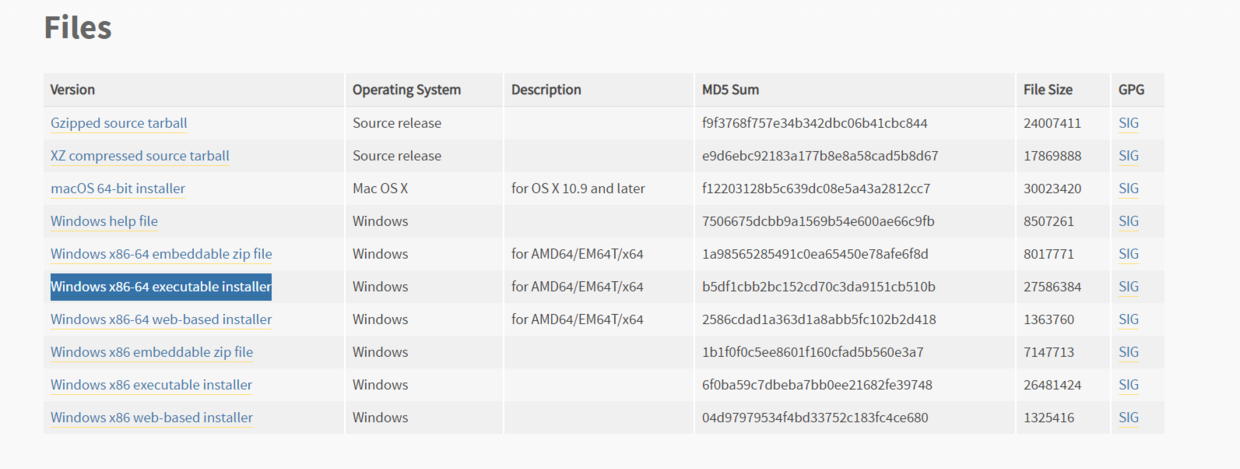 Files
Version Operating System Description MD5 Sum File Size GPG
Gzipped source tarball Source release f9f3768f757e34b342dbc06b41cbc844 24007411 SIG
XZ compressed source tarball Source release e9d6ebc92183a177b8e8a58cad5b8d67 17869888 SIG
macOS 64-bit installer Mac OS X for OS X 10.9 and later f12203128b5c639dc08e5a43a2812cc7 30023420 SIG
Windows help file Windows 7506675dcbb9a1569b54e600ae66c9fb 8507261 SIG
Windows x86-64 embeddable zip file Windows for AMD64/EM64T/x64 1a98565285491c0ea65450e78afe6f8d 8017771 SIG
Windows x86-64 executable installer Windows for AMD64/EM64T/x64 b5df1cbb2bc152cd70c3da9151cb510b 27586384 SIG
Windows x86-64 web-based installer Windows for AMD64/EM64T/x64 2586cdad1a363d1a8abb5fc102b2d418 1363760 SIG
Windows x86 embeddable zip file Windows 1b1f0f0c5ee8601f160cfad5b560e3a7 7147713 SIG
Windows x86 executable installer Windows 6f0ba59c7dbeba7bb0ee21682fe39748 26481424 SIG
Windows x86 web-based installer Windows 04d97979534f4bd33752c183fc4ce680 1325416 SIG